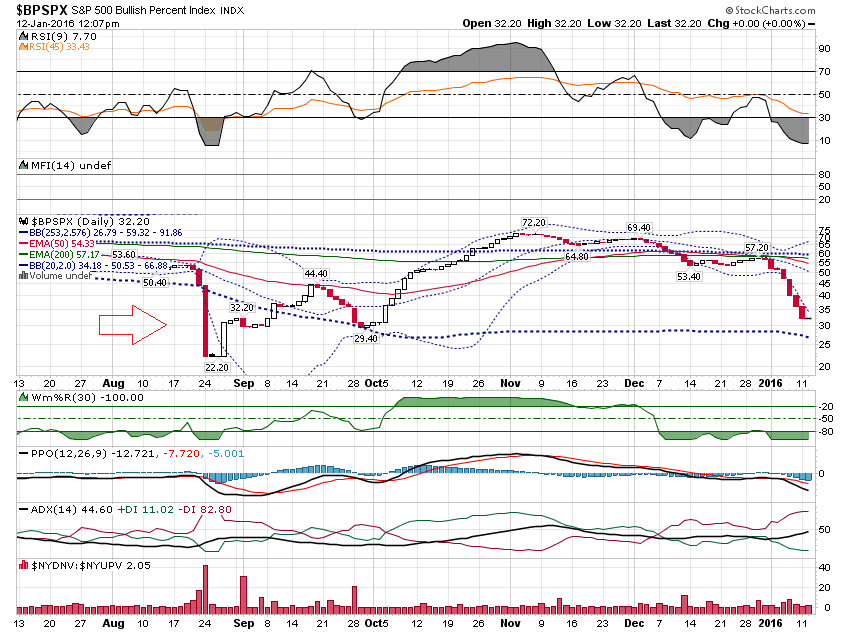 $BPSPX S&P 500 Bullish Percent Index INDX
© StockCharts.com
12-Jan-2016 12:07pm
Open 32.20 High 32.20 Low 32.20 Last 32.20 Chg +0.00 (+0.00%)
RSI(9) 7.70
RSI(45) 33.43
90
70
50
30
10
MFI(14) undef
80
50
20
$BPSPX (Daily) 32.20
BB(253,2.576) 26.79 - 59.32 - 91.86
EMA(50) 54.33
EMA(200) 57.17
BB(20,2.0) 34.18 - 50.53 - 66.88
Volume undef
53.60
50.40
22.20
32.20
44.40
29.40
72.20
64.80
69.40
53.40
57.20
75
70
65
60
55
50
45
40
35
30
25
20
13 20 27 Aug 10 17 24 Sep 8 14 21 28 Oct 5 12 19 26 Nov 9 16 23 Dec 7 14 21 28 2016 11
Wm%R(30) -100.00
-20
-50
-80
PPO(12,26,9) -12.721, -7.720, -5.001
0
ADX(14) 44.60 +DI 11.02 -DI 82.80
50
$NYDNV:$NYUPV 2.05
40
20
0
13 20 27 Aug 10 17 24 Sep 8 14 21 28 Oct 5 12 19 26 Nov 9 16 23 Dec 7 14 21 28 2016 11